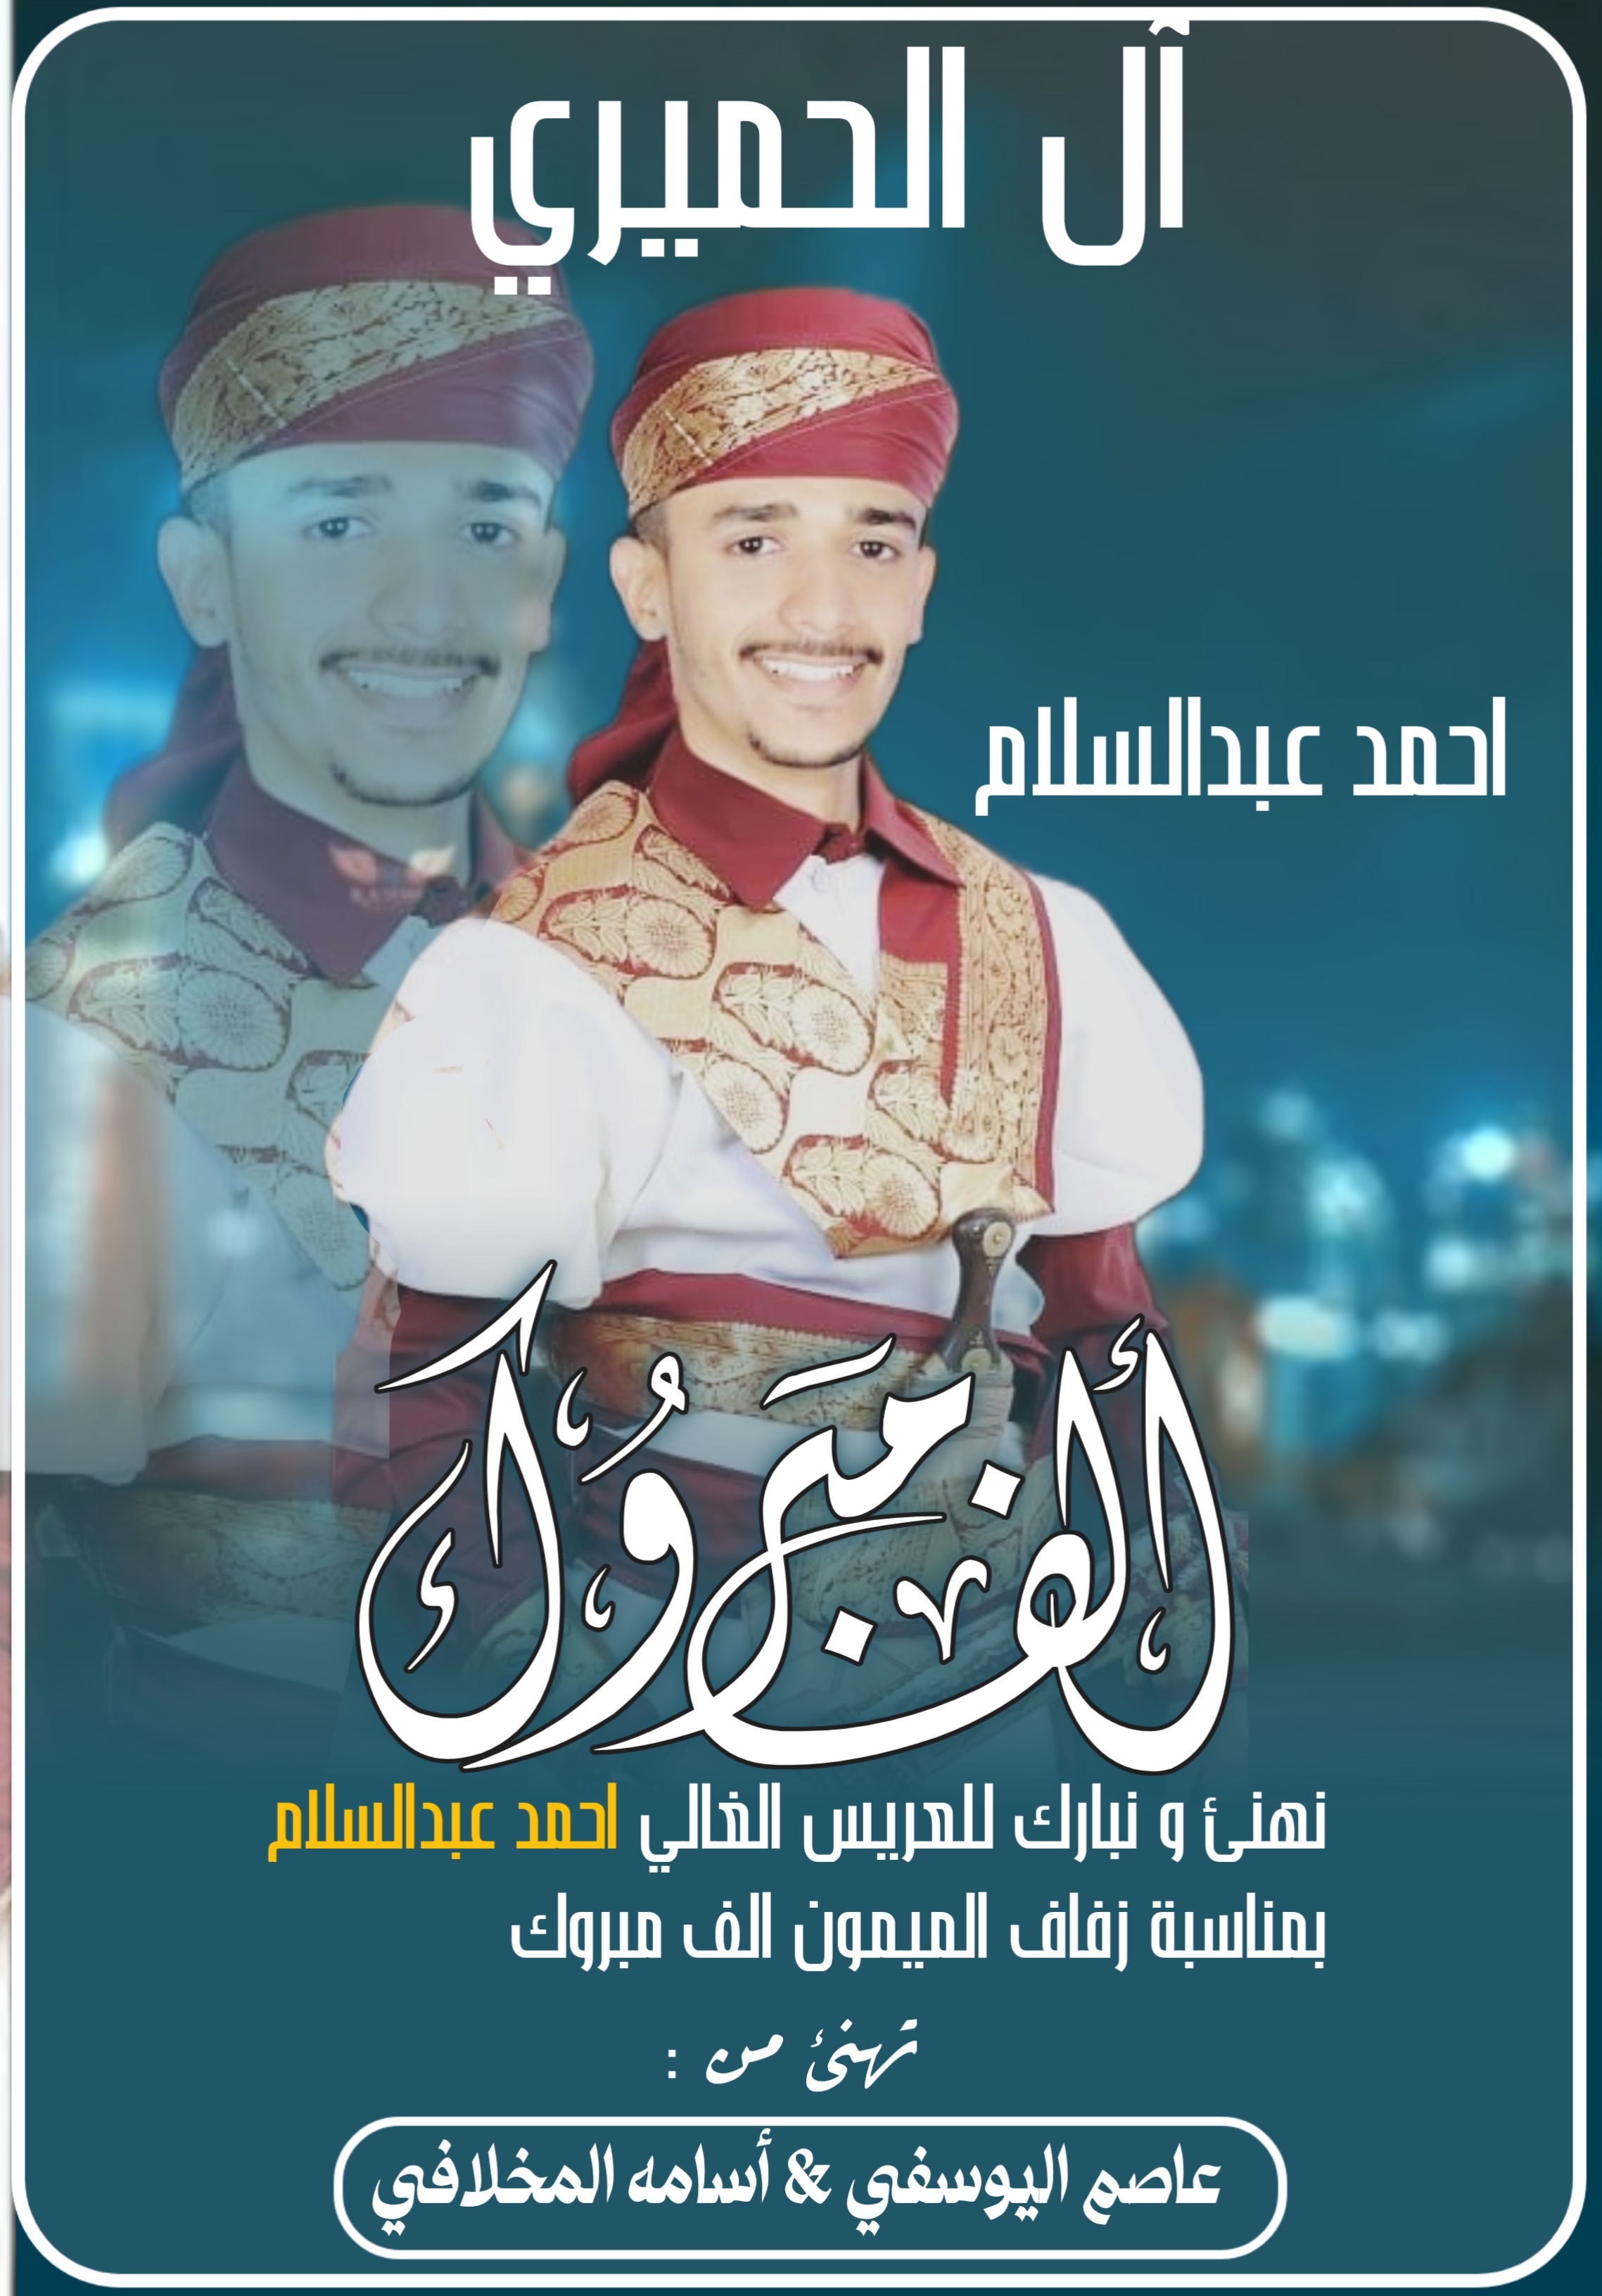 آل الحميري
احمد عبدالسلام
ألف مبروك
نهنئ و نبارك للعريس الغالي احمد عبدالسلام
بمناسبة زفاف الميمون الف مبروك
تهنئ من :
عاصم اليوسفي & أسامه المخلافي